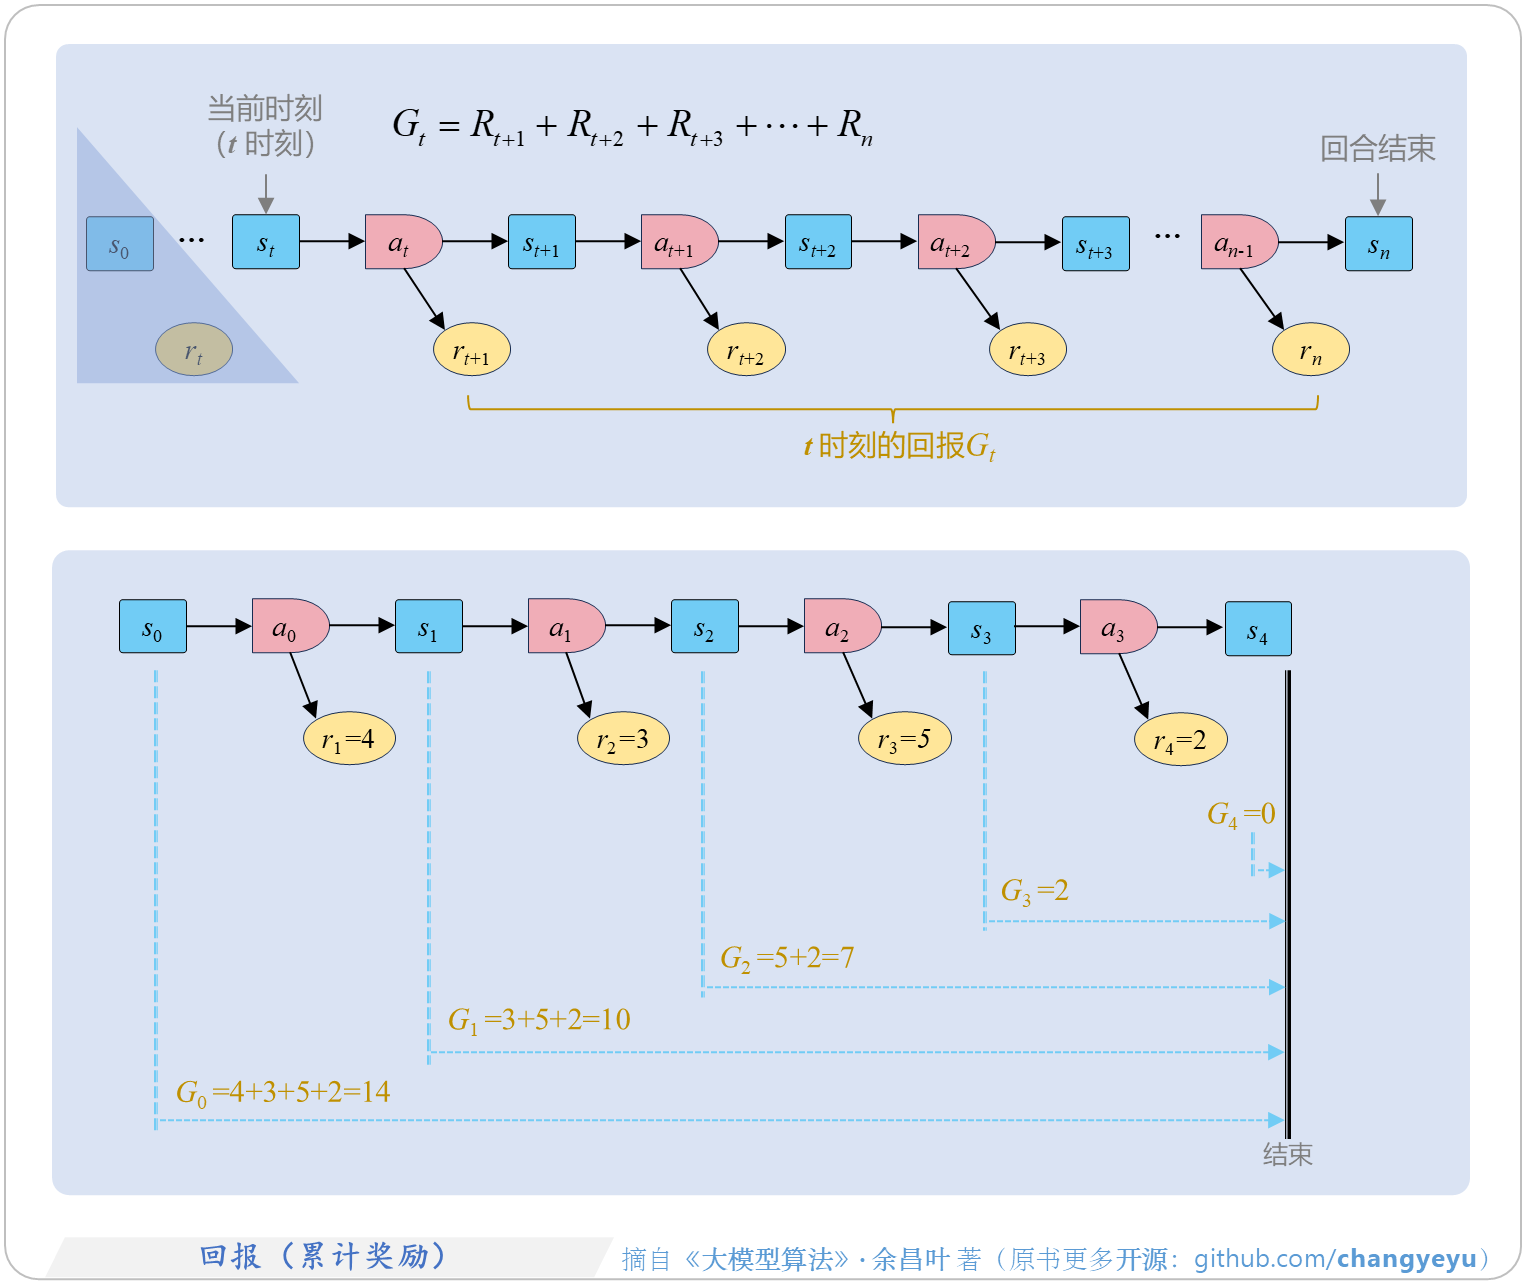 当前时刻
（t 时刻）
G_t = R_{t+1} + R_{t+2} + R_{t+3} + ⋯ + R_n
回合结束
s_0 ... s_t a_t s_{t+1} a_{t+1} s_{t+2} a_{t+2} s_{t+3} ... a_{n-1} s_n
r_t r_{t+1} r_{t+2} r_{t+3} r_n
t 时刻的回报G_t
s_0 a_0 s_1 a_1 s_2 a_2 s_3 a_3 s_4
r_1=4 r_2=3 r_3=5 r_4=2
G_4=0
G_3=2
G_2=5+2=7
G_1=3+5+2=10
G_0=4+3+5+2=14
结束
回报（累计奖励）
摘自《大模型算法》· 余昌叶 著（原书更多开源：github.com/changyeyu）